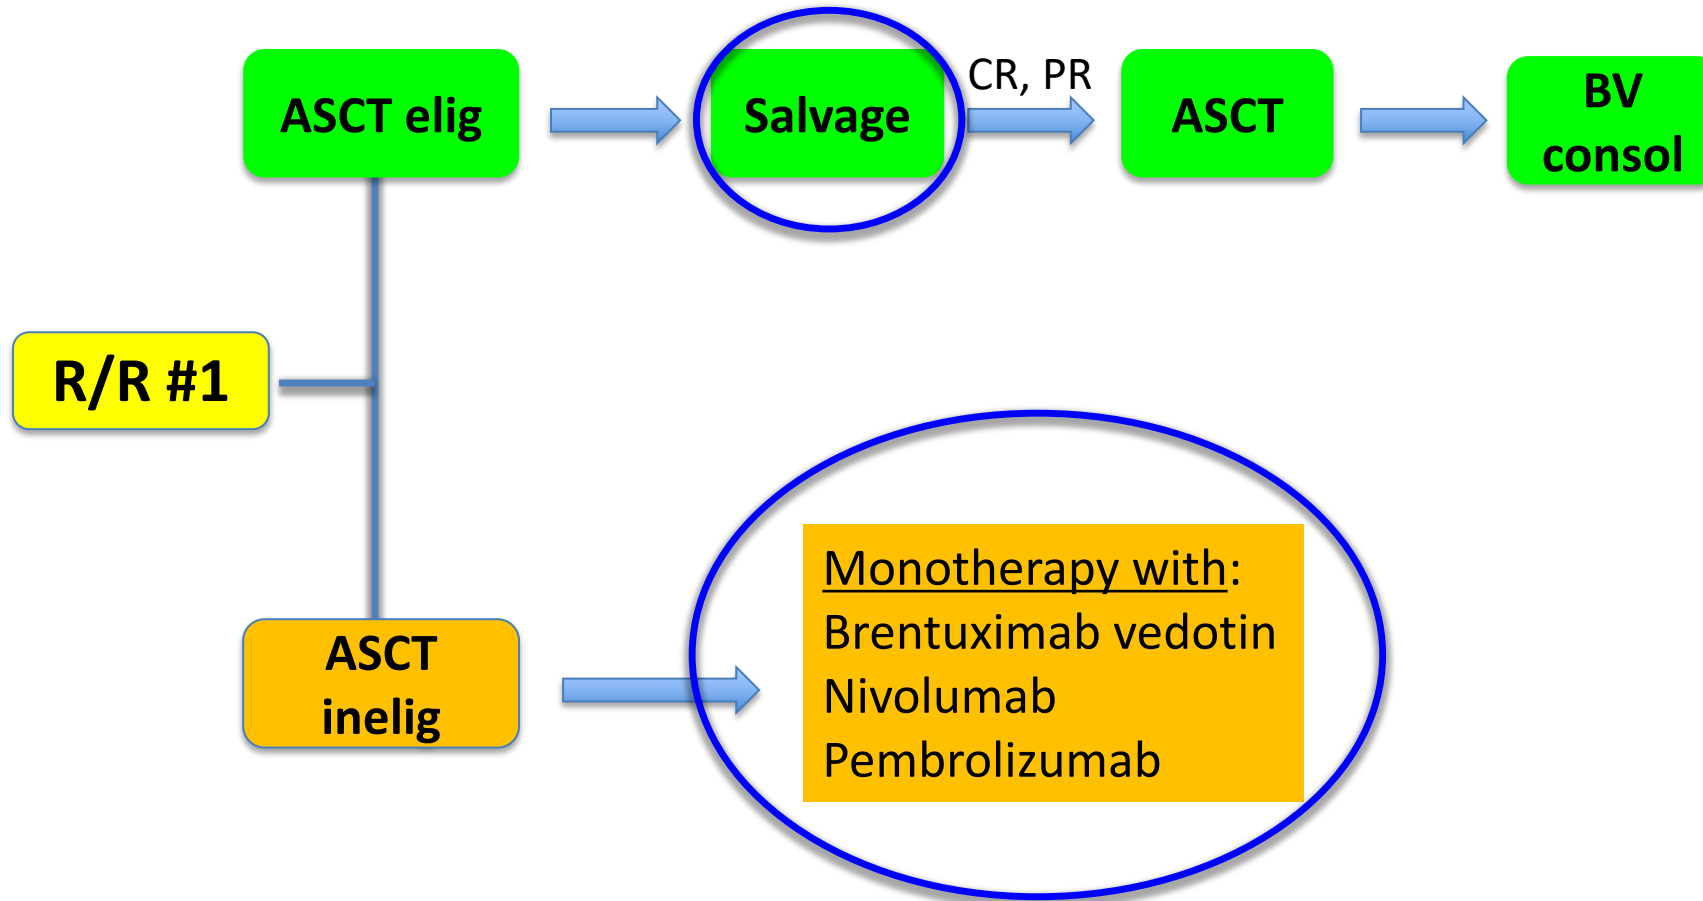 ASCT elig
Salvage
CR, PR
ASCT
BV
consol
R/R #1
ASCT
inelig
Monotherapy with:
Brentuximab vedotin
Nivolumab
Pembrolizumab